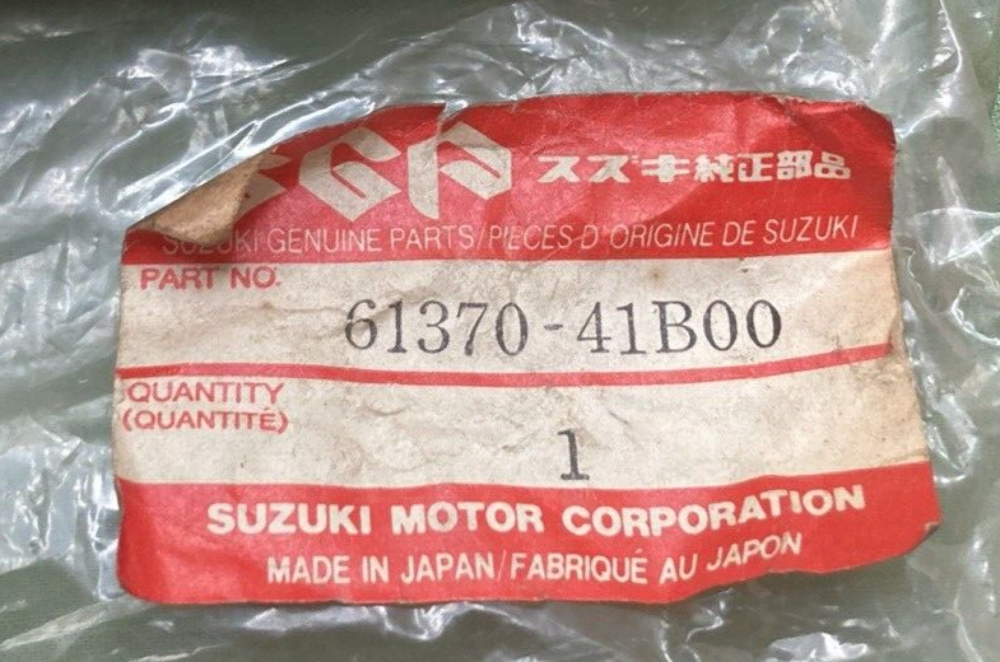 SGP スズキ純正部品
SUZUKI GENUINE PARTS/PIECES D'ORIGINE DE SUZUKI
PART NO.
61370-41B00
QUANTITY
(QUANTITÉ)
1
SUZUKI MOTOR CORPORATION
MADE IN JAPAN/FABRIQUÉ AU JAPON